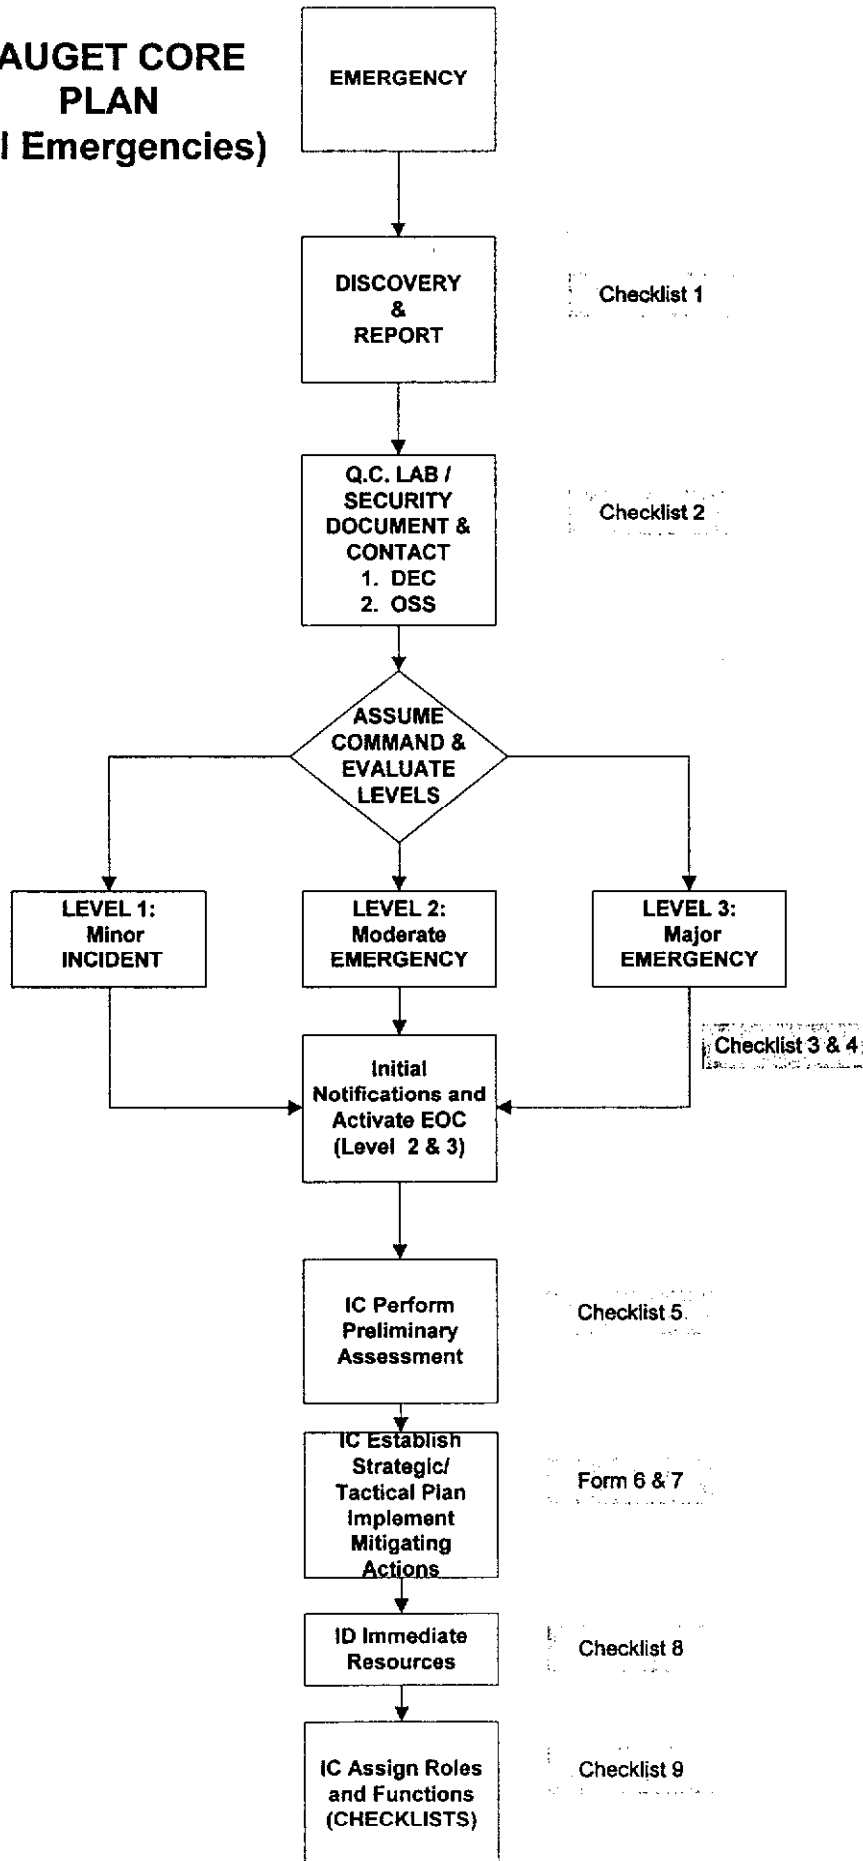 AUGET CORE
PLAN
l Emergencies)
EMERGENCY
DISCOVERY
&
REPORT
Checklist 1
Q.C. LAB /
SECURITY
DOCUMENT &
CONTACT
1. DEC
2. OSS
Checklist 2
ASSUME
COMMAND &
EVALUATE
LEVELS
LEVEL 1:
Minor
INCIDENT
LEVEL 2:
Moderate
EMERGENCY
LEVEL 3:
Major
EMERGENCY
Checklist 3 & 4
Initial
Notifications and
Activate EOC
(Level 2 & 3)
IC Perform
Preliminary
Assessment
Checklist 5
IC Establish
Strategic/
Tactical Plan
Implement
Mitigating
Actions
Form 6 & 7
ID Immediate
Resources
Checklist 8
IC Assign Roles
and Functions
(CHECKLISTS)
Checklist 9